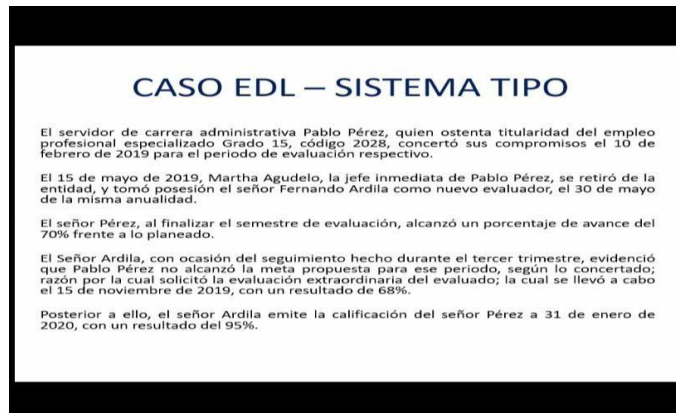 CASO EDL – SISTEMA TIPO
El servidor de carrera administrativa Pablo Pérez, quien ostenta titularidad del empleo
profesional especializado Grado 15, código 2028, concertó sus compromisos el 10 de
febrero de 2019 para el periodo de evaluación respectivo.
El 15 de mayo de 2019, Martha Agudelo, la jefe inmediata de Pablo Pérez, se retiró de la
entidad, y tomó posesión el señor Fernando Ardila como nuevo evaluador, el 30 de mayo
de la misma anualidad.
El señor Pérez, al finalizar el semestre de evaluación, alcanzó un porcentaje de avance del
70% frente a lo planeado.
El Señor Ardila, con ocasión del seguimiento hecho durante el tercer trimestre, evidenció
que Pablo Pérez no alcanzó la meta propuesta para ese periodo, según lo concertado;
razón por la cual solicitó la evaluación extraordinaria del evaluado; la cual se llevó a cabo
el 15 de noviembre de 2019, con un resultado de 68%.
Posterior a ello, el señor Ardila emite la calificación del señor Pérez a 31 de enero de
2020, con un resultado del 95%.